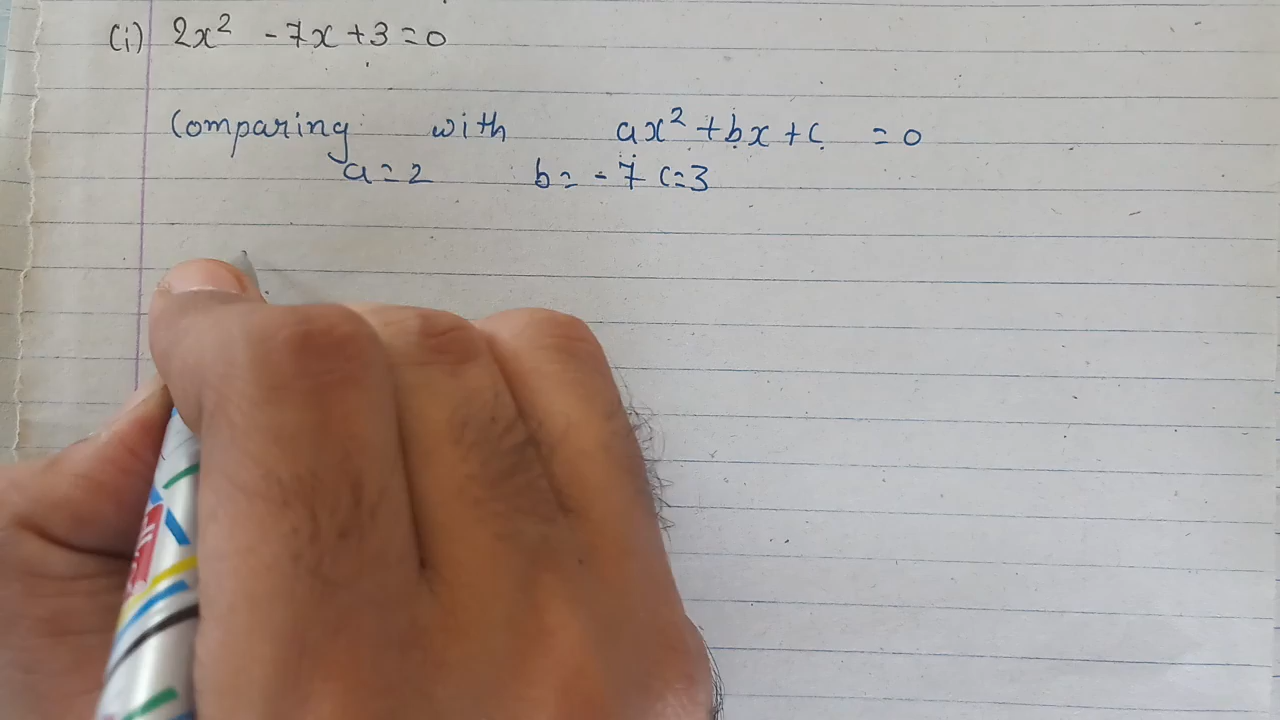 (i) 2x² - 7x + 3 = 0
Comparing with ax² + bx + c = 0
a = 2 b = - 7 c = 3